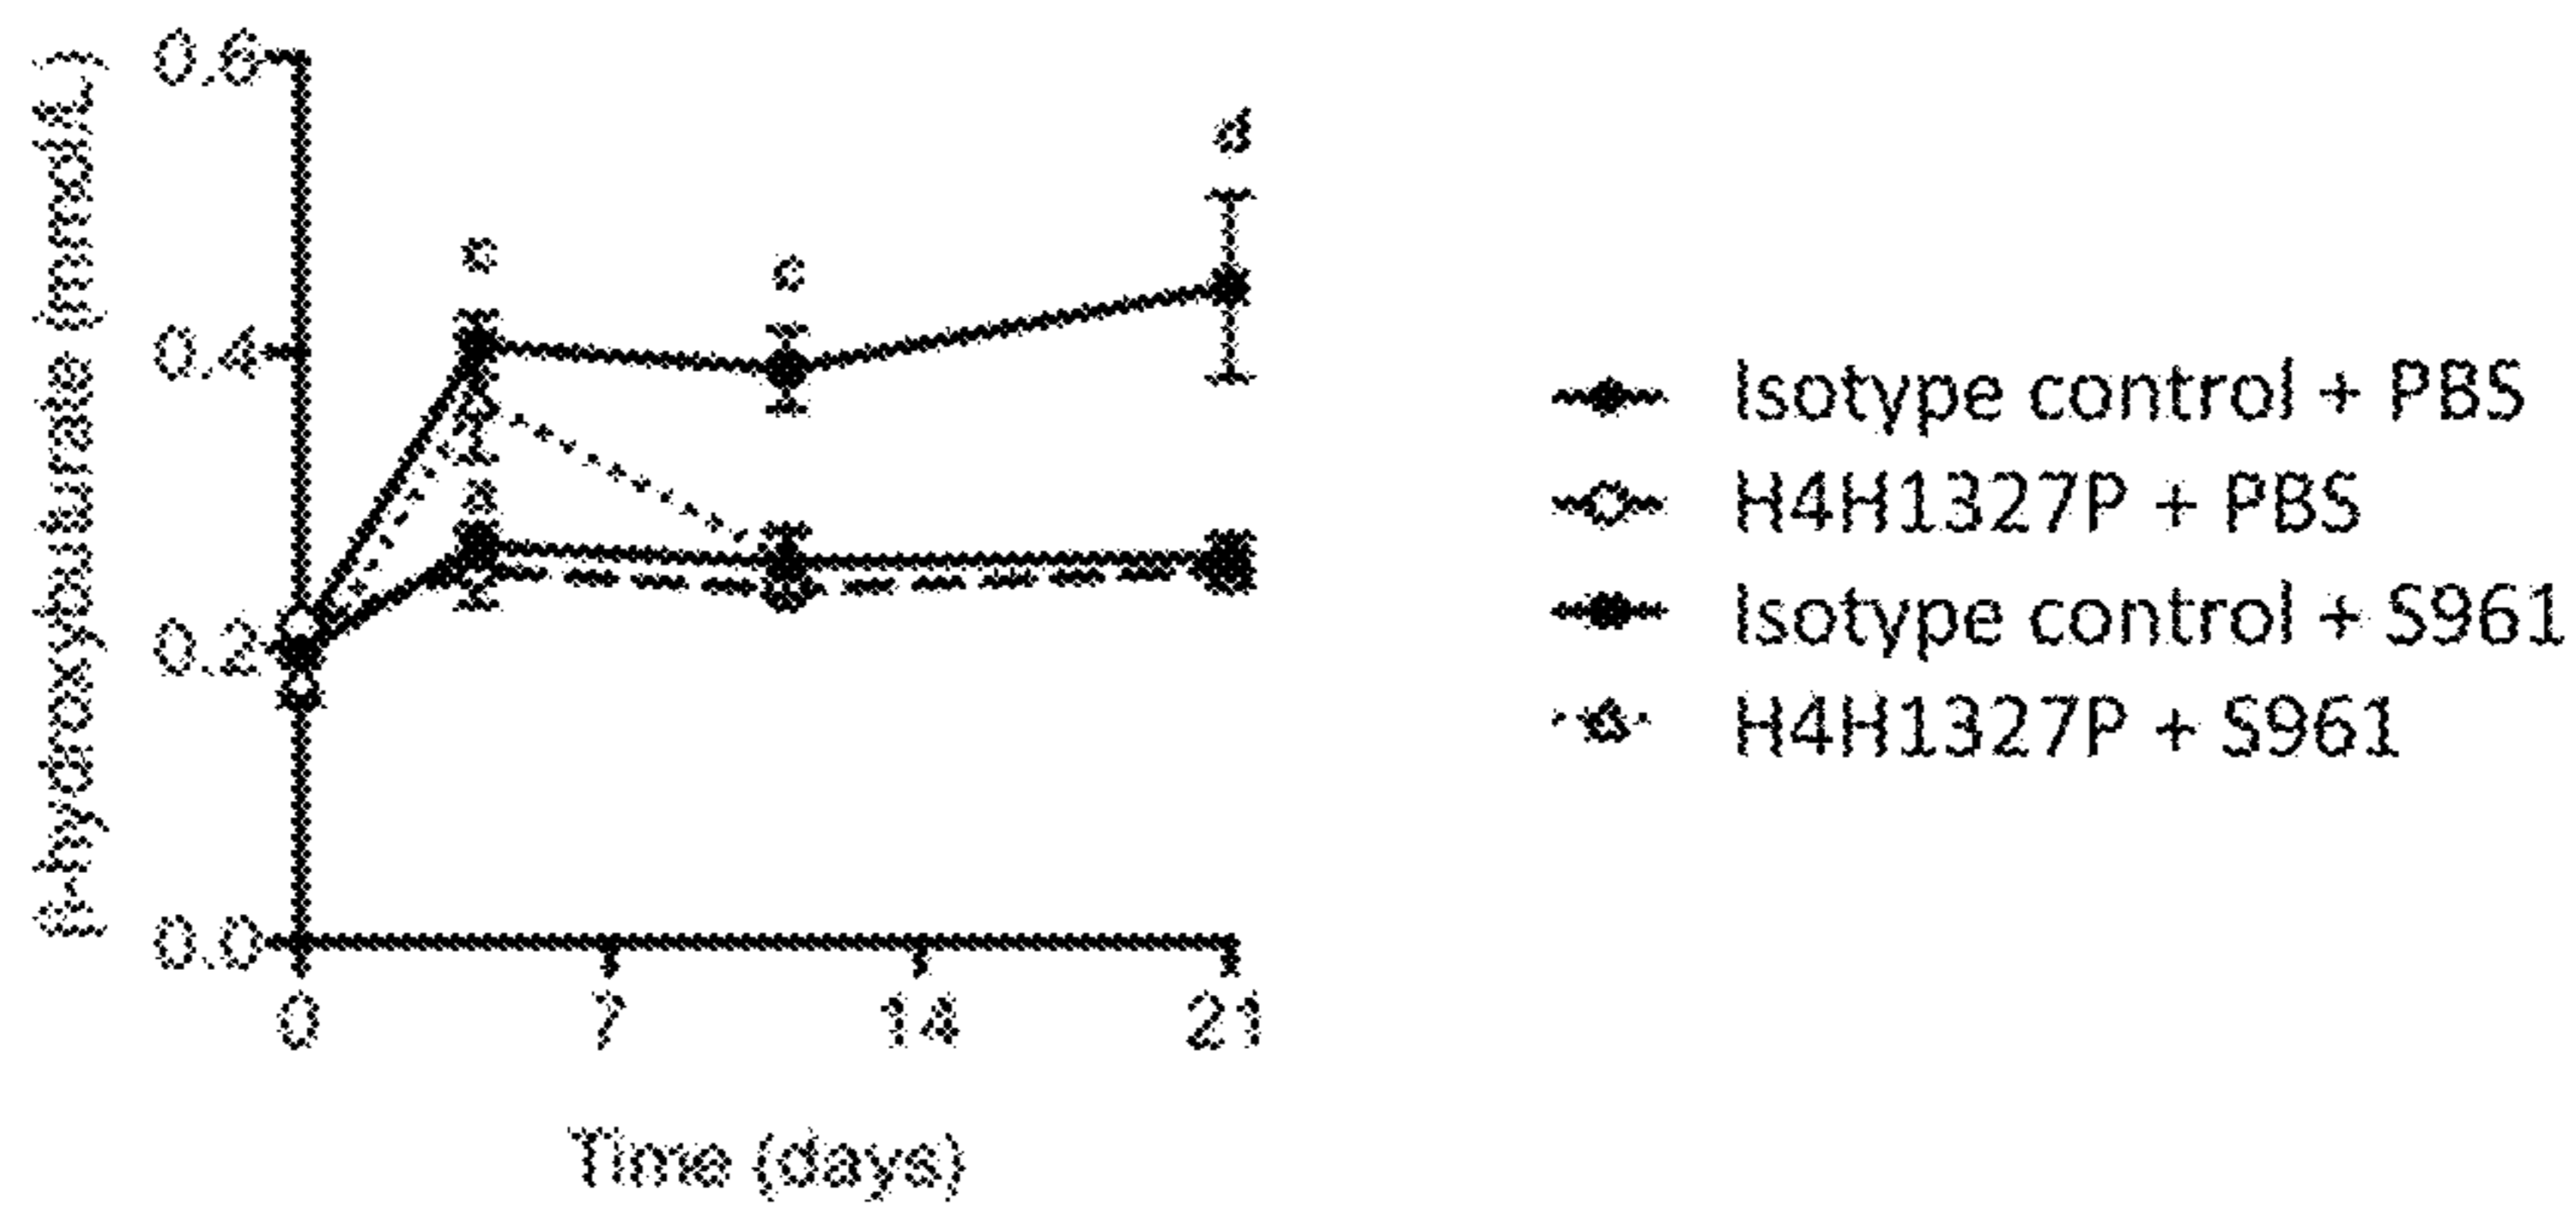 β-hydroxybuturate (mmol/L)
0.6
0.4
0.2
0.0
c
c
d
a
0
7
14
21
Time (days)
Isotype control + PBS
H4H1327P + PBS
Isotype control + S961
H4H1327P + S961